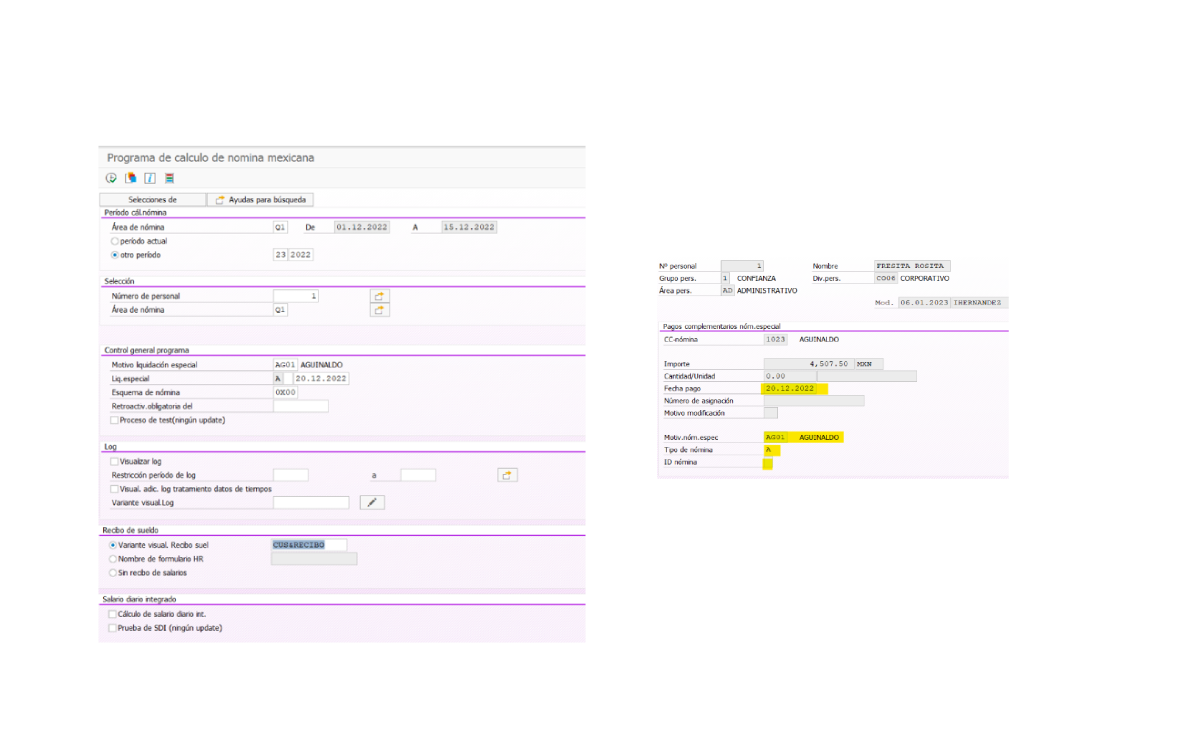 Programa de calculo de nomina mexicana
Selecciones de Ayudas para búsqueda
Período cál.nómina
Área de nómina Q1 De 01.12.2022 A 15.12.2022
período actual
otro período 23 2022
Selección
Número de personal 1
Área de nómina Q1
Control general programa
Motivo liquidación especial AG01 AGUINALDO
Liq.especial A 20.12.2022
Esquema de nómina 0X00
Retroactiv.obligatoria del
Proceso de test(ningún update)
Log
Visualizar log
Restricción período de log a
Visual. adic. log tratamiento datos de tiempos
Variante visual.Log
Recibo de sueldo
Variante visual. Recibo suel CUS&RECIBO
Nombre de formulario HR
Sin recibo de salarios
Salario diario integrado
Cálculo de salario diario int.
Prueba de SDI (ningún update)
Nº personal 1 Nombre FRESITA ROSITA
Grupo pers. 1 CONFIANZA Div.pers. CO06 CORPORATIVO
Área pers. AD ADMINISTRATIVO
Mod. 06.01.2023 IHERNANDEZ
Pagos complementarios nóm.especial
CC-nómina 1023 AGUINALDO
Importe 4,507.50 MXN
Cantidad/Unidad 0.00
Fecha pago 20.12.2022
Número de asignación
Motivo modificación
Motiv.nóm.espec AG01 AGUINALDO
Tipo de nómina A
ID nómina